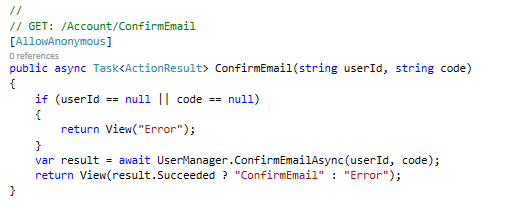 //
// GET: /Account/ConfirmEmail
[AllowAnonymous]
0 references
public async Task<ActionResult> ConfirmEmail(string userId, string code)
{
    if (userId == null || code == null)
    {
        return View("Error");
    }
    var result = await UserManager.ConfirmEmailAsync(userId, code);
    return View(result.Succeeded ? "ConfirmEmail" : "Error");
}